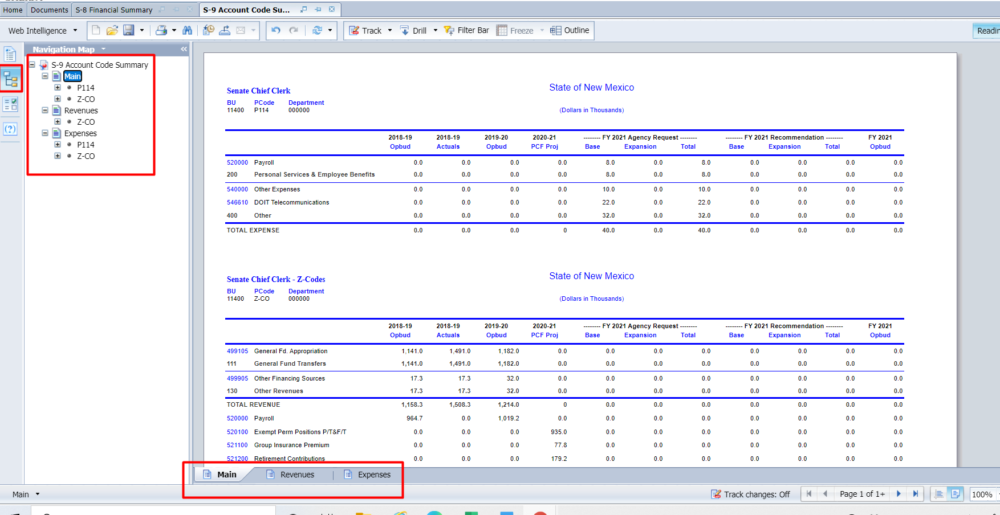 Home Documents S-8 Financial Summary S-9 Account Code Su...
Web Intelligence Track Drill Filter Bar Freeze Outline Readin
Navigation Map
S-9 Account Code Summary
Main
P114
Z-CO
Revenues
Z-CO
Expenses
P114
Z-CO
Senate Chief Clerk State of New Mexico
BU PCode Department
11400 P114 000000 (Dollars in Thousands)
2018-19 2018-19 2019-20 2020-21 -------- FY 2021 Agency Request -------- -------- FY 2021 Recommendation -------- FY 2021
Opbud Actuals Opbud PCF Proj Base Expansion Total Base Expansion Total Opbud
520000 Payroll 0.0 0.0 0.0 0.0 8.0 0.0 8.0 0.0 0.0 0.0 0.0
200 Personal Services & Employee Benefits 0.0 0.0 0.0 0.0 8.0 0.0 8.0 0.0 0.0 0.0 0.0
540000 Other Expenses 0.0 0.0 0.0 0.0 10.0 0.0 10.0 0.0 0.0 0.0 0.0
546610 DOIT Telecommunications 0.0 0.0 0.0 0.0 22.0 0.0 22.0 0.0 0.0 0.0 0.0
400 Other 0.0 0.0 0.0 0.0 32.0 0.0 32.0 0.0 0.0 0.0 0.0
TOTAL EXPENSE 0.0 0.0 0.0 0 40.0 0.0 40.0 0.0 0.0 0.0 0.0
Senate Chief Clerk - Z-Codes State of New Mexico
BU PCode Department
11400 Z-CO 000000 (Dollars in Thousands)
2018-19 2018-19 2019-20 2020-21 -------- FY 2021 Agency Request -------- -------- FY 2021 Recommendation -------- FY 2021
Opbud Actuals Opbud PCF Proj Base Expansion Total Base Expansion Total Opbud
499105 General Fd. Appropriation 1,141.0 1,491.0 1,182.0 0.0 0.0 0.0 0.0 0.0 0.0 0.0 0.0
111 General Fund Transfers 1,141.0 1,491.0 1,182.0 0.0 0.0 0.0 0.0 0.0 0.0 0.0 0.0
499905 Other Financing Sources 17.3 17.3 32.0 0.0 0.0 0.0 0.0 0.0 0.0 0.0 0.0
130 Other Revenues 17.3 17.3 32.0 0.0 0.0 0.0 0.0 0.0 0.0 0.0 0.0
TOTAL REVENUE 1,158.3 1,508.3 1,214.0 0 0.0 0.0 0.0 0.0 0.0 0.0 0.0
520000 Payroll 964.7 0.0 1,019.2 0.0 0.0 0.0 0.0 0.0 0.0 0.0 0.0
520100 Exempt Perm Positions P/T&F/T 0.0 0.0 0.0 935.0 0.0 0.0 0.0 0.0 0.0 0.0 0.0
521100 Group Insurance Premium 0.0 0.0 0.0 77.8 0.0 0.0 0.0 0.0 0.0 0.0 0.0
521200 Retirement Contributions 0.0 0.0 0.0 179.2 0.0 0.0 0.0 0.0 0.0 0.0 0.0
Main Revenues Expenses
Main Track changes: Off Page 1 of 1+ 100%